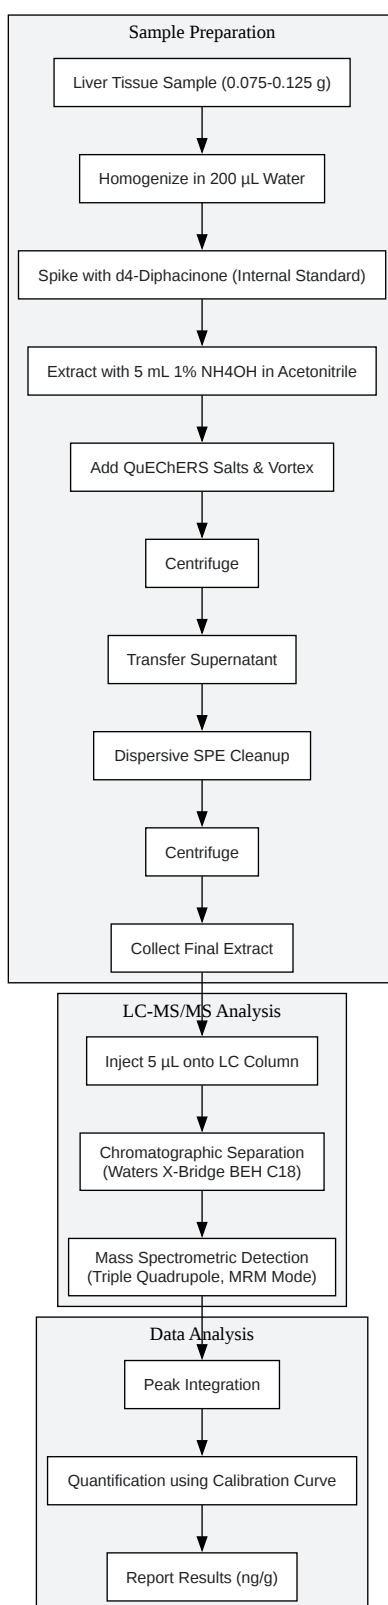 Sample Preparation
Liver Tissue Sample (0.075-0.125 g)
Homogenize in 200 µL Water
Spike with d4-Diphacinone (Internal Standard)
Extract with 5 mL 1% NH4OH in Acetonitrile
Add QuEChERS Salts & Vortex
Centrifuge
Transfer Supernatant
Dispersive SPE Cleanup
Centrifuge
Collect Final Extract
LC-MS/MS Analysis
Inject 5 µL onto LC Column
Chromatographic Separation
(Waters X-Bridge BEH C18)
Mass Spectrometric Detection
(Triple Quadrupole, MRM Mode)
Data Analysis
Peak Integration
Quantification using Calibration Curve
Report Results (ng/g)